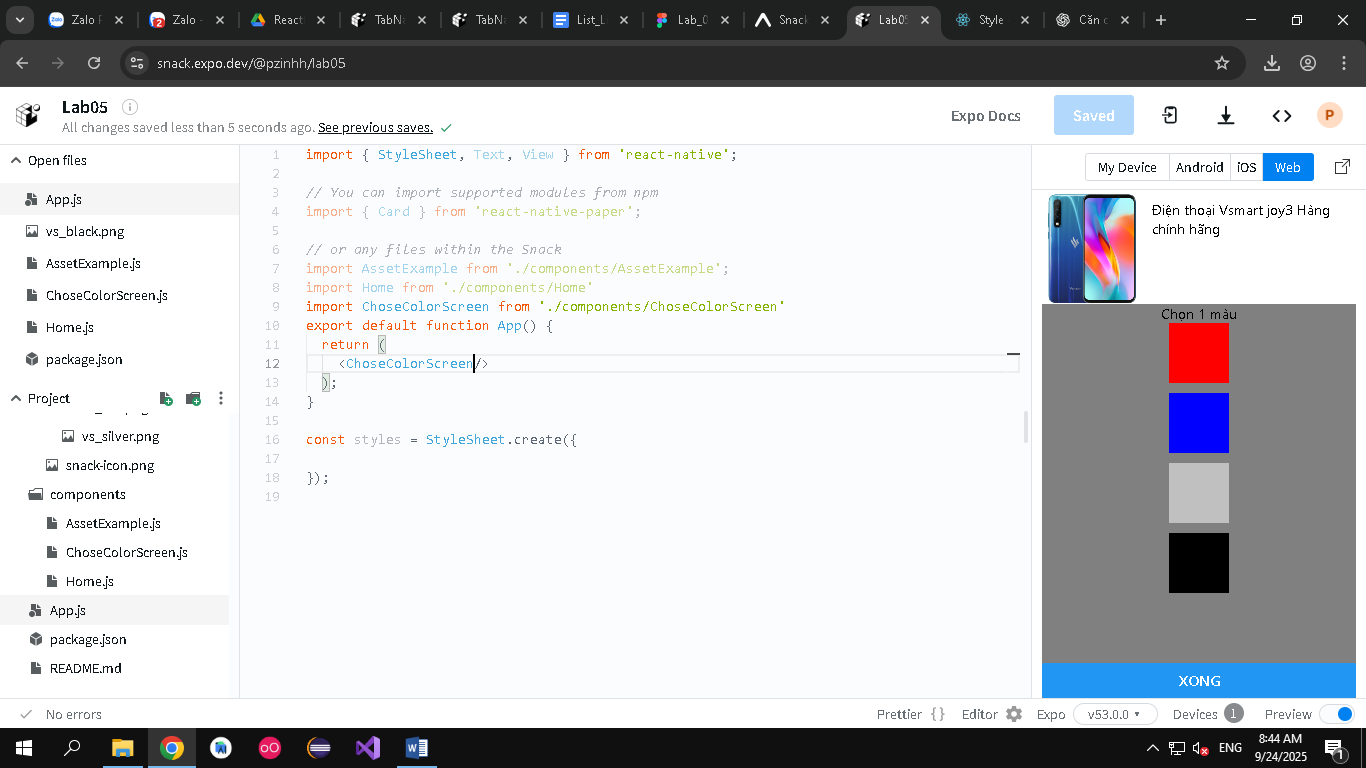 Zalo
Zalo -
React
TabNa
TabNa
List_L
Lab_0
Snack
Lab05
Style
Căn c
snack.expo.dev/@pzinhh/lab05
Lab05
All changes saved less than 5 seconds ago. See previous saves.
Expo Docs
Saved
P
Open files
App.js
vs_black.png
AssetExample.js
ChoseColorScreen.js
Home.js
package.json
Project
vs_silver.png
snack-icon.png
components
AssetExample.js
ChoseColorScreen.js
Home.js
App.js
package.json
README.md
1 import { StyleSheet, Text, View } from 'react-native';
2
3 // You can import supported modules from npm
4 import { Card } from 'react-native-paper';
5
6 // or any files within the Snack
7 import AssetExample from './components/AssetExample';
8 import Home from './components/Home'
9 import ChoseColorScreen from './components/ChoseColorScreen'
10 export default function App() {
11 return (
12 <ChoseColorScreen/>
13 );
14 }
15
16 const styles = StyleSheet.create({
17
18 });
19
My Device
Android
iOS
Web
Điện thoại Vsmart joy3 Hàng
chính hãng
Chọn 1 màu
XONG
No errors
Prettier {}
Editor
Expo
v53.0.0
Devices 1
Preview
ENG
8:44 AM
9/24/2025
1